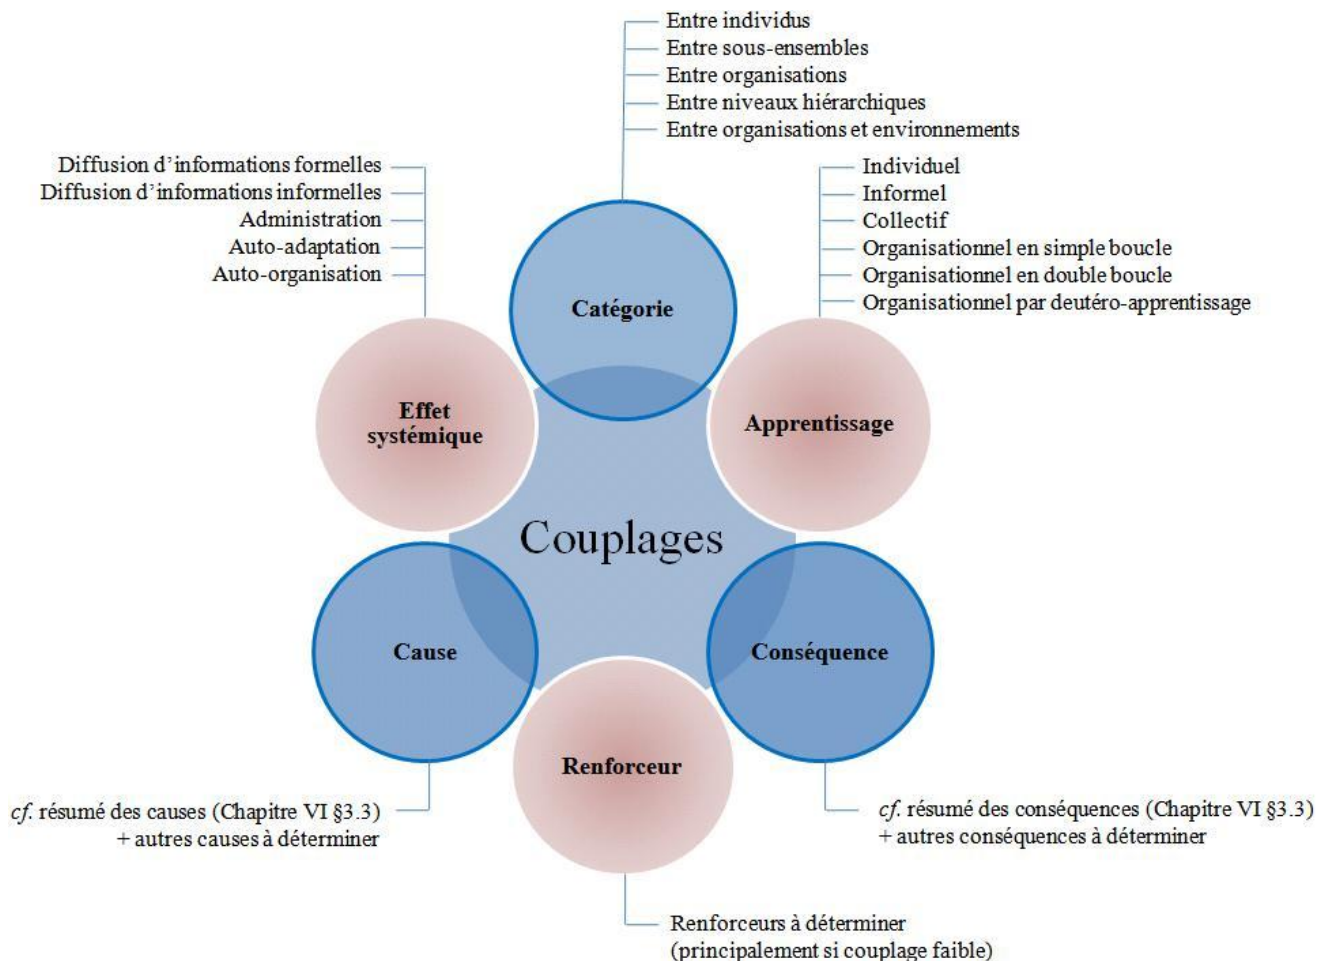 Entre individus
Entre sous-ensembles
Entre organisations
Entre niveaux hiérarchiques
Entre organisations et environnements
Diffusion d’informations formelles
Diffusion d’informations informelles
Administration
Auto-adaptation
Auto-organisation
Individuel
Informel
Collectif
Organisationnel en simple boucle
Organisationnel en double boucle
Organisationnel par deutéro-apprentissage
Catégorie
Effet
systémique
Apprentissage
Couplages
Cause
Conséquence
Renforceur
cf. résumé des causes (Chapitre VI §3.3)
+ autres causes à déterminer
cf. résumé des conséquences (Chapitre VI §3.3)
+ autres conséquences à déterminer
Renforceurs à déterminer
(principalement si couplage faible)